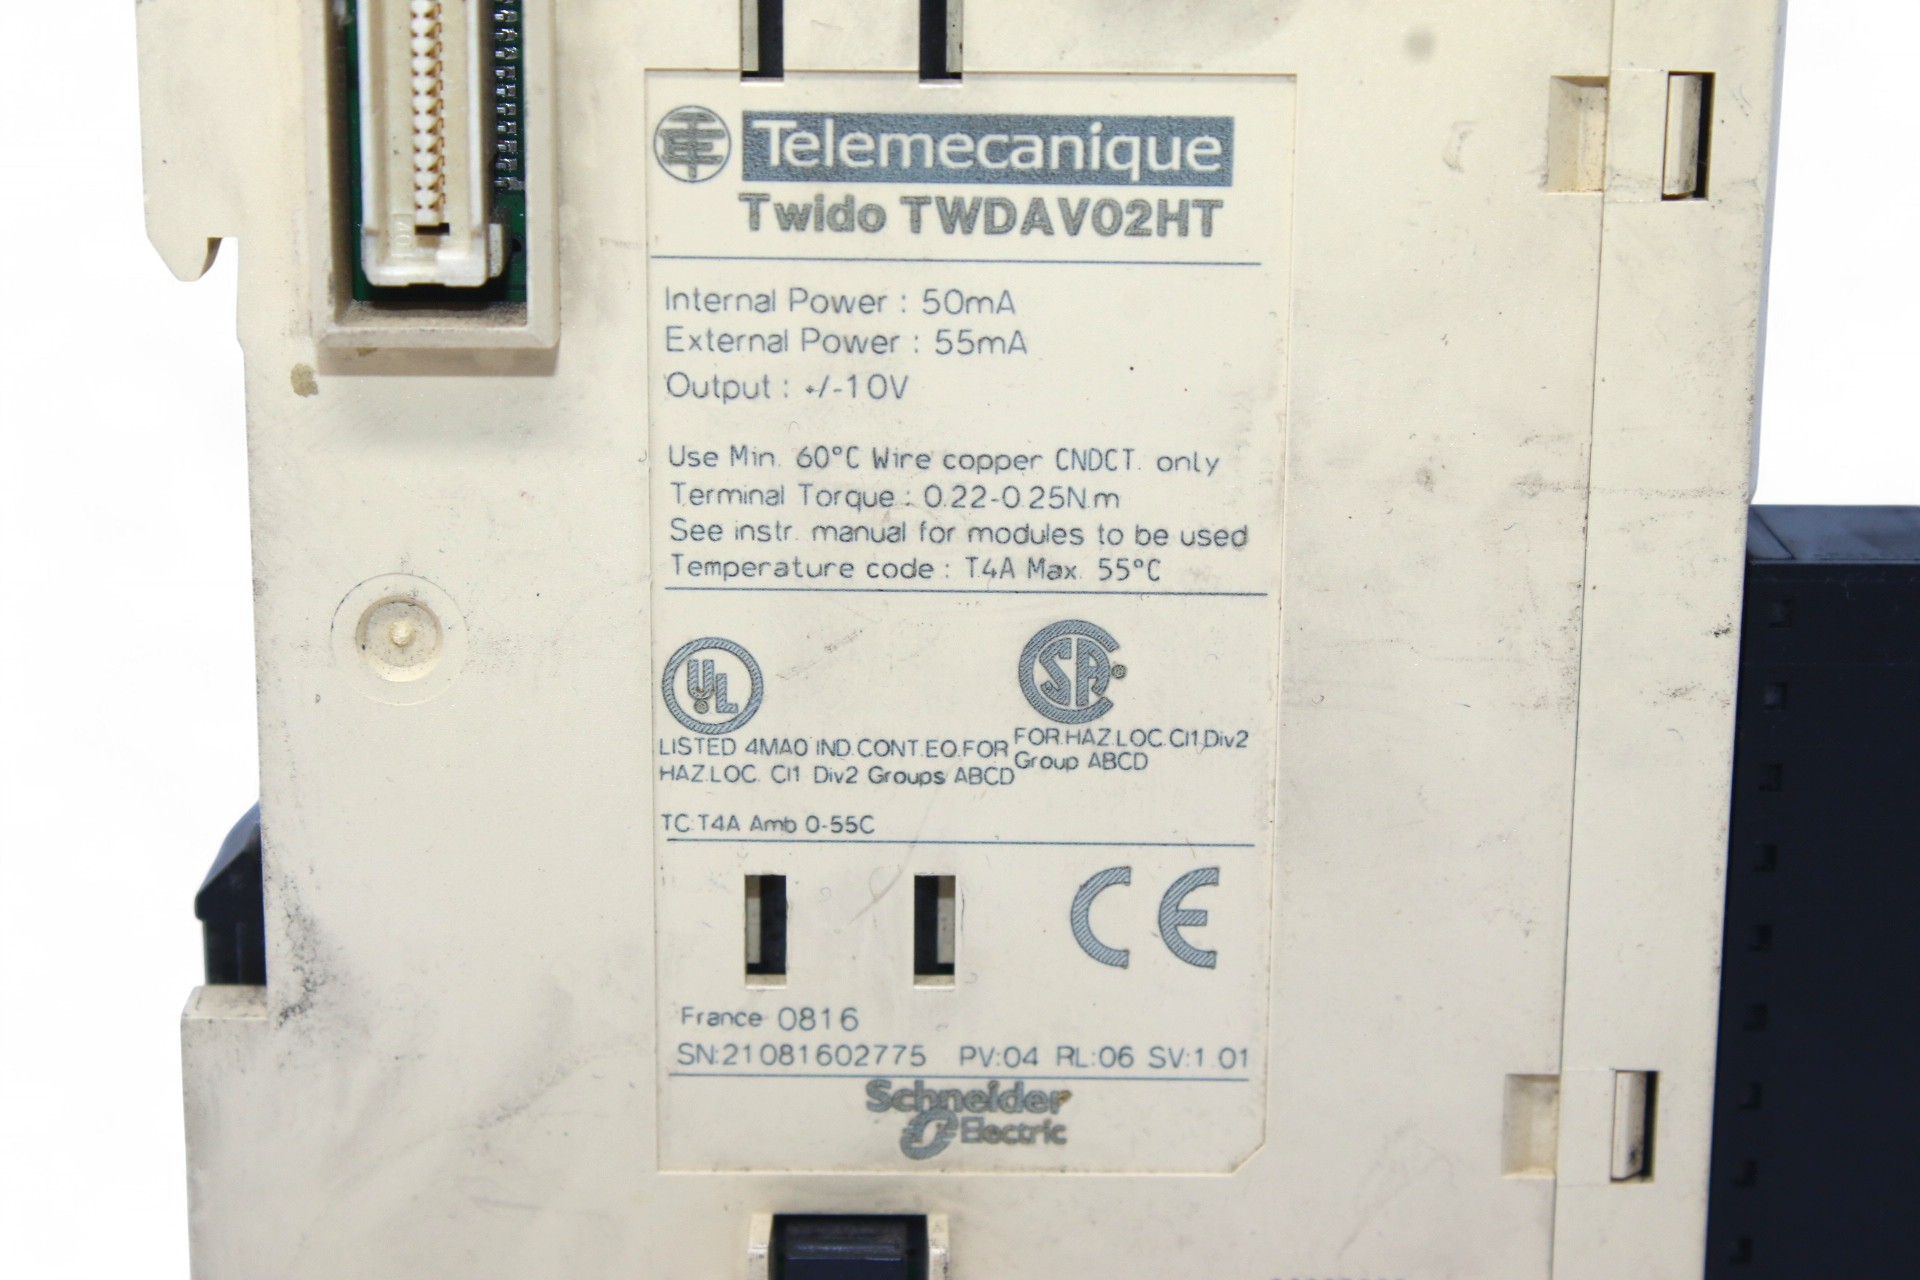 Telemecanique
Twido TWDAV02HT
Internal Power : 50mA
External Power : 55mA
Output : +/-10V
Use Min. 60°C Wire copper CNDCT. only
Terminal Torque : 0.22-0.25N.m
See instr. manual for modules to be used
Temperature code : T4A Max. 55°C
UL
LISTED 4MA0 IND.CONT.EQ.FOR
HAZ.LOC. Cl1 Div2 Groups ABCD
SA
FOR.HAZ.LOC.Cl1.Div2
Group ABCD
TC:T4A Amb 0-55C
CE
France 0816
SN:21081602775 PV:04 RL:06 SV:1.01
Schneider
Electric